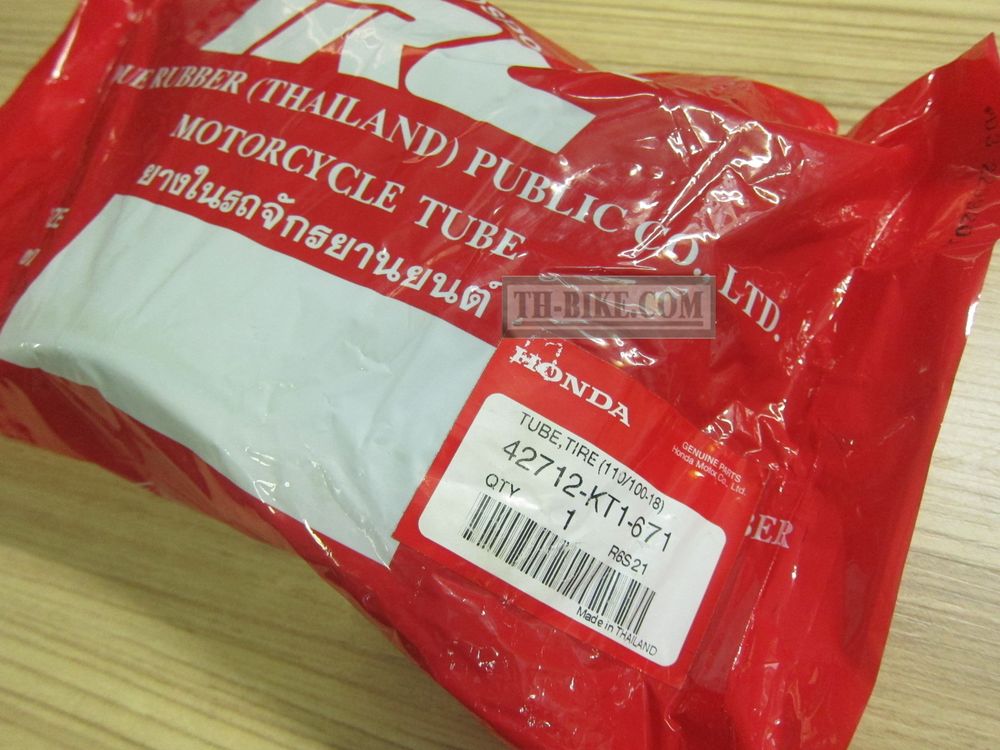 IRC
OUE RUBBER (THAILAND) PUBLIC CO., LTD.
MOTORCYCLE TUBE
ยางในรถจักรยานยนต์
TH-BIKE.COM
HONDA
GENUINE PARTS
Honda Motor Co., Ltd.
TUBE,TIRE (110/100-18)
42712-KT1-671
QTY 1
R6S21
Made in THAILAND
BER